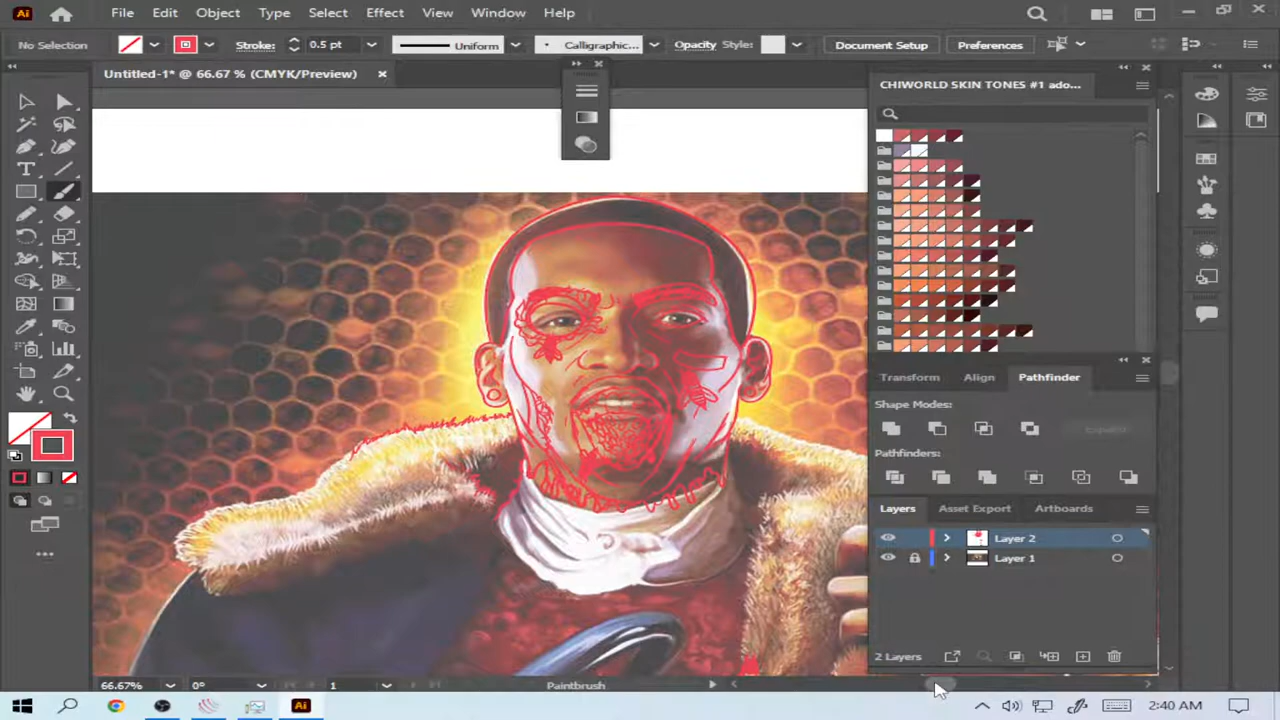 Ai File Edit Object Type Select Effect View Window Help
No Selection Stroke: 0.5 pt Uniform Calligraphic... Opacity Style: Document Setup Preferences
Untitled-1* @ 66.67 % (CMYK/Preview)
CHIWORLD SKIN TONES #1 ado...
Transform Align Pathfinder
Shape Modes:
Expand
Pathfinders:
Layers Asset Export Artboards
Layer 2
Layer 1
2 Layers
66.67% 0° 1 Paintbrush
Ai 2:40 AM